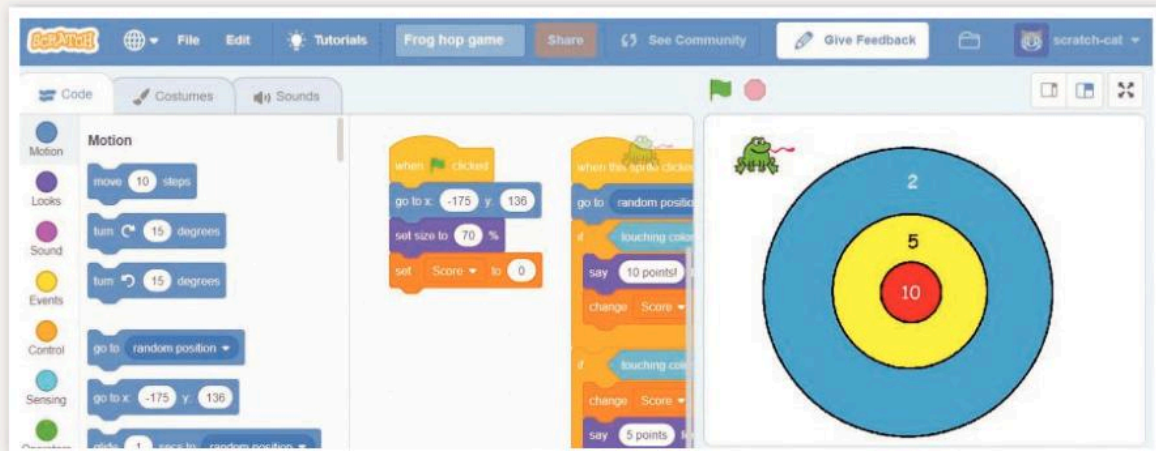 SCRATCH File Edit Tutorials Frog hop game Share See Community Give Feedback scratch-cat
Code Costumes Sounds
Motion
Looks
Sound
Events
Control
Sensing
Operators
Motion
move 10 steps
turn 15 degrees
turn 15 degrees
go to random position
go to x: -175 y: 136
glide 1 secs to random position
when clicked
go to x: -175 y: 136
set size to 70 %
set Score to 0
when this sprite clicked
go to random positio
if touching color
say 10 points!
change Score
if touching col
change Score
say 5 points
2
5
10